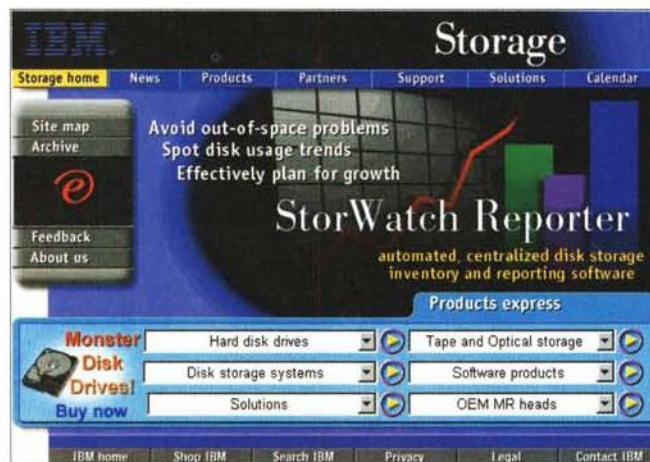 IBM
Storage
Storage home News Products Partners Support Solutions Calendar
Site map
Archive
e
Feedback
About us
Avoid out-of-space problems
Spot disk usage trends
Effectively plan for growth
StorWatch Reporter
automated, centralized disk storage
inventory and reporting software
Products express
Monster
Disk
Drives!
Buy now
Hard disk drives
Tape and Optical storage
Disk storage systems
Software products
Solutions
OEM MR heads
IBM home Shop IBM Search IBM Privacy Legal Contact IBM